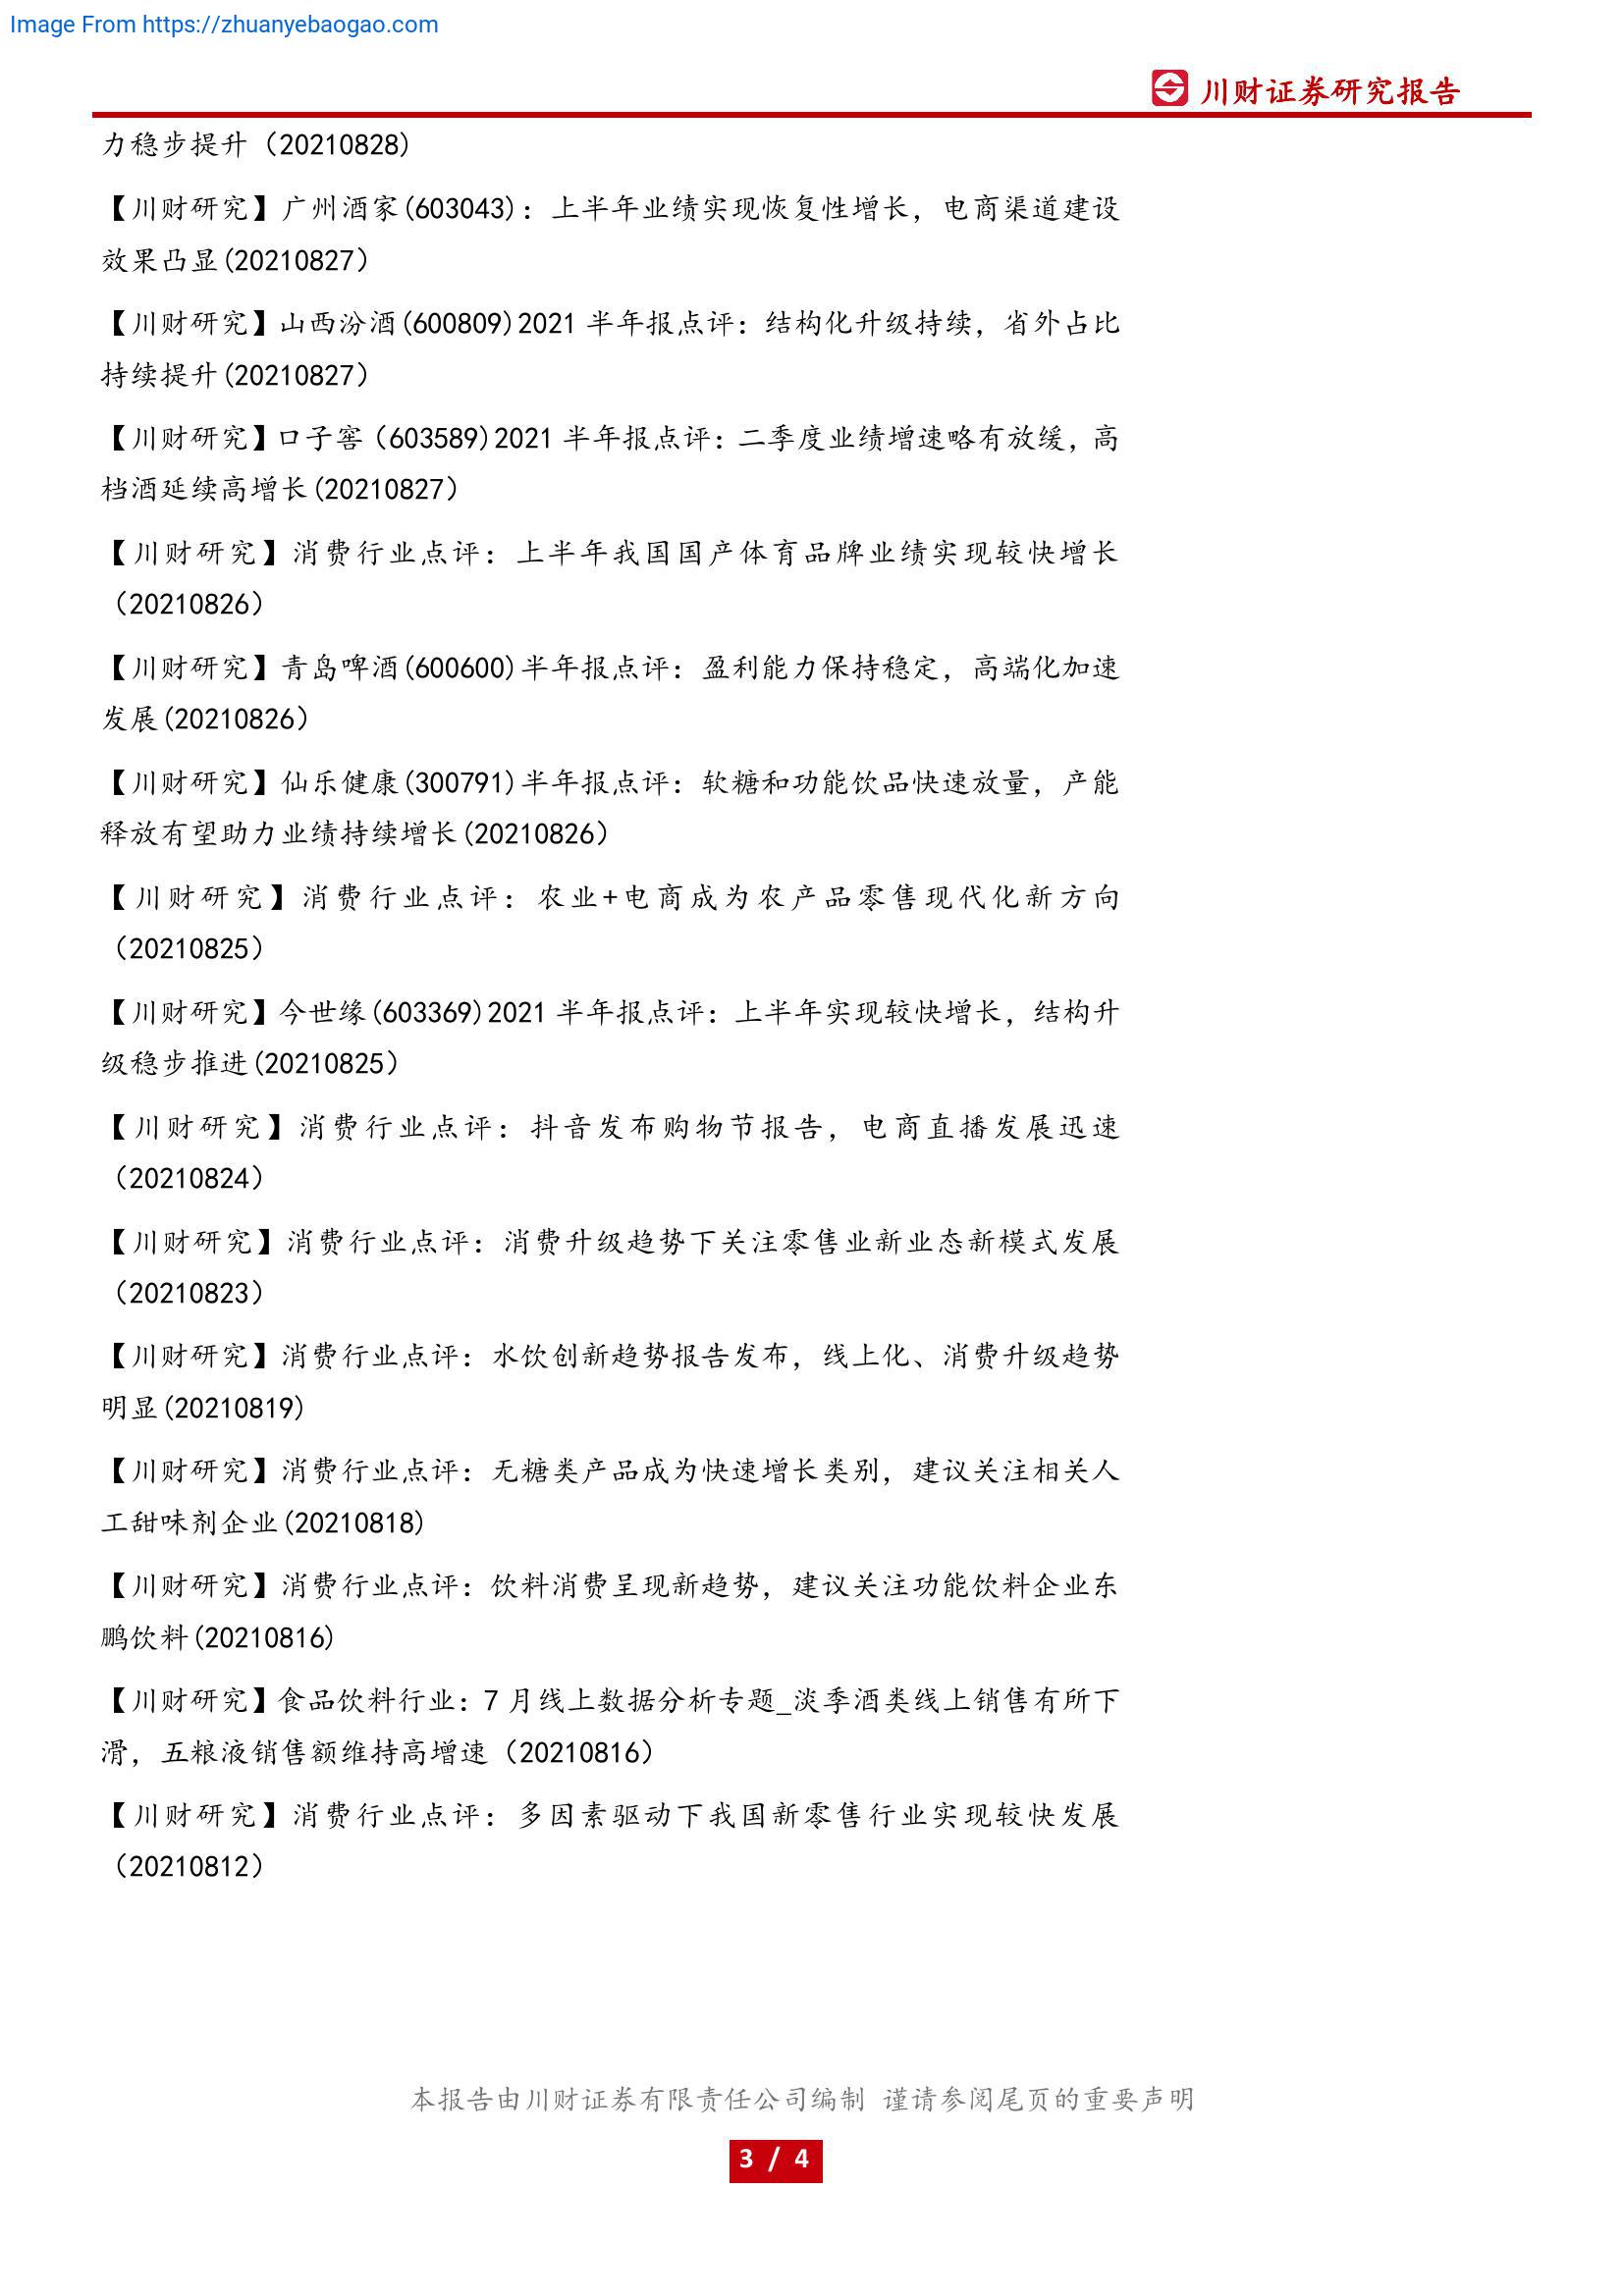 Image From https://zhuanyebaogao.com
川财证券研究报告
力稳步提升（20210828)
【川财研究】广州酒家(603043)：上半年业绩实现恢复性增长，电商渠道建设
效果凸显(20210827）
【川财研究】山西汾酒(600809)2021 半年报点评：结构化升级持续，省外占比
持续提升(20210827）
【川财研究】口子窖（603589)2021 半年报点评：二季度业绩增速略有放缓，高
档酒延续高增长(20210827）
【川财研究】消费行业点评：上半年我国国产体育品牌业绩实现较快增长
（20210826）
【川财研究】青岛啤酒(600600)半年报点评：盈利能力保持稳定，高端化加速
发展(20210826）
【川财研究】仙乐健康(300791)半年报点评：软糖和功能饮品快速放量，产能
释放有望助力业绩持续增长(20210826）
【川财研究】消费行业点评：农业+电商成为农产品零售现代化新方向
（20210825）
【川财研究】今世缘(603369)2021 半年报点评：上半年实现较快增长，结构升
级稳步推进(20210825）
【川财研究】消费行业点评：抖音发布购物节报告，电商直播发展迅速
（20210824）
【川财研究】消费行业点评：消费升级趋势下关注零售业新业态新模式发展
（20210823）
【川财研究】消费行业点评：水饮创新趋势报告发布，线上化、消费升级趋势
明显(20210819)
【川财研究】消费行业点评：无糖类产品成为快速增长类别，建议关注相关人
工甜味剂企业(20210818)
【川财研究】消费行业点评：饮料消费呈现新趋势，建议关注功能饮料企业东
鹏饮料(20210816)
【川财研究】食品饮料行业：7 月线上数据分析专题_淡季酒类线上销售有所下
滑，五粮液销售额维持高增速（20210816）
【川财研究】消费行业点评：多因素驱动下我国新零售行业实现较快发展
（20210812）
本报告由川财证券有限责任公司编制 谨请参阅尾页的重要声明
3 / 4